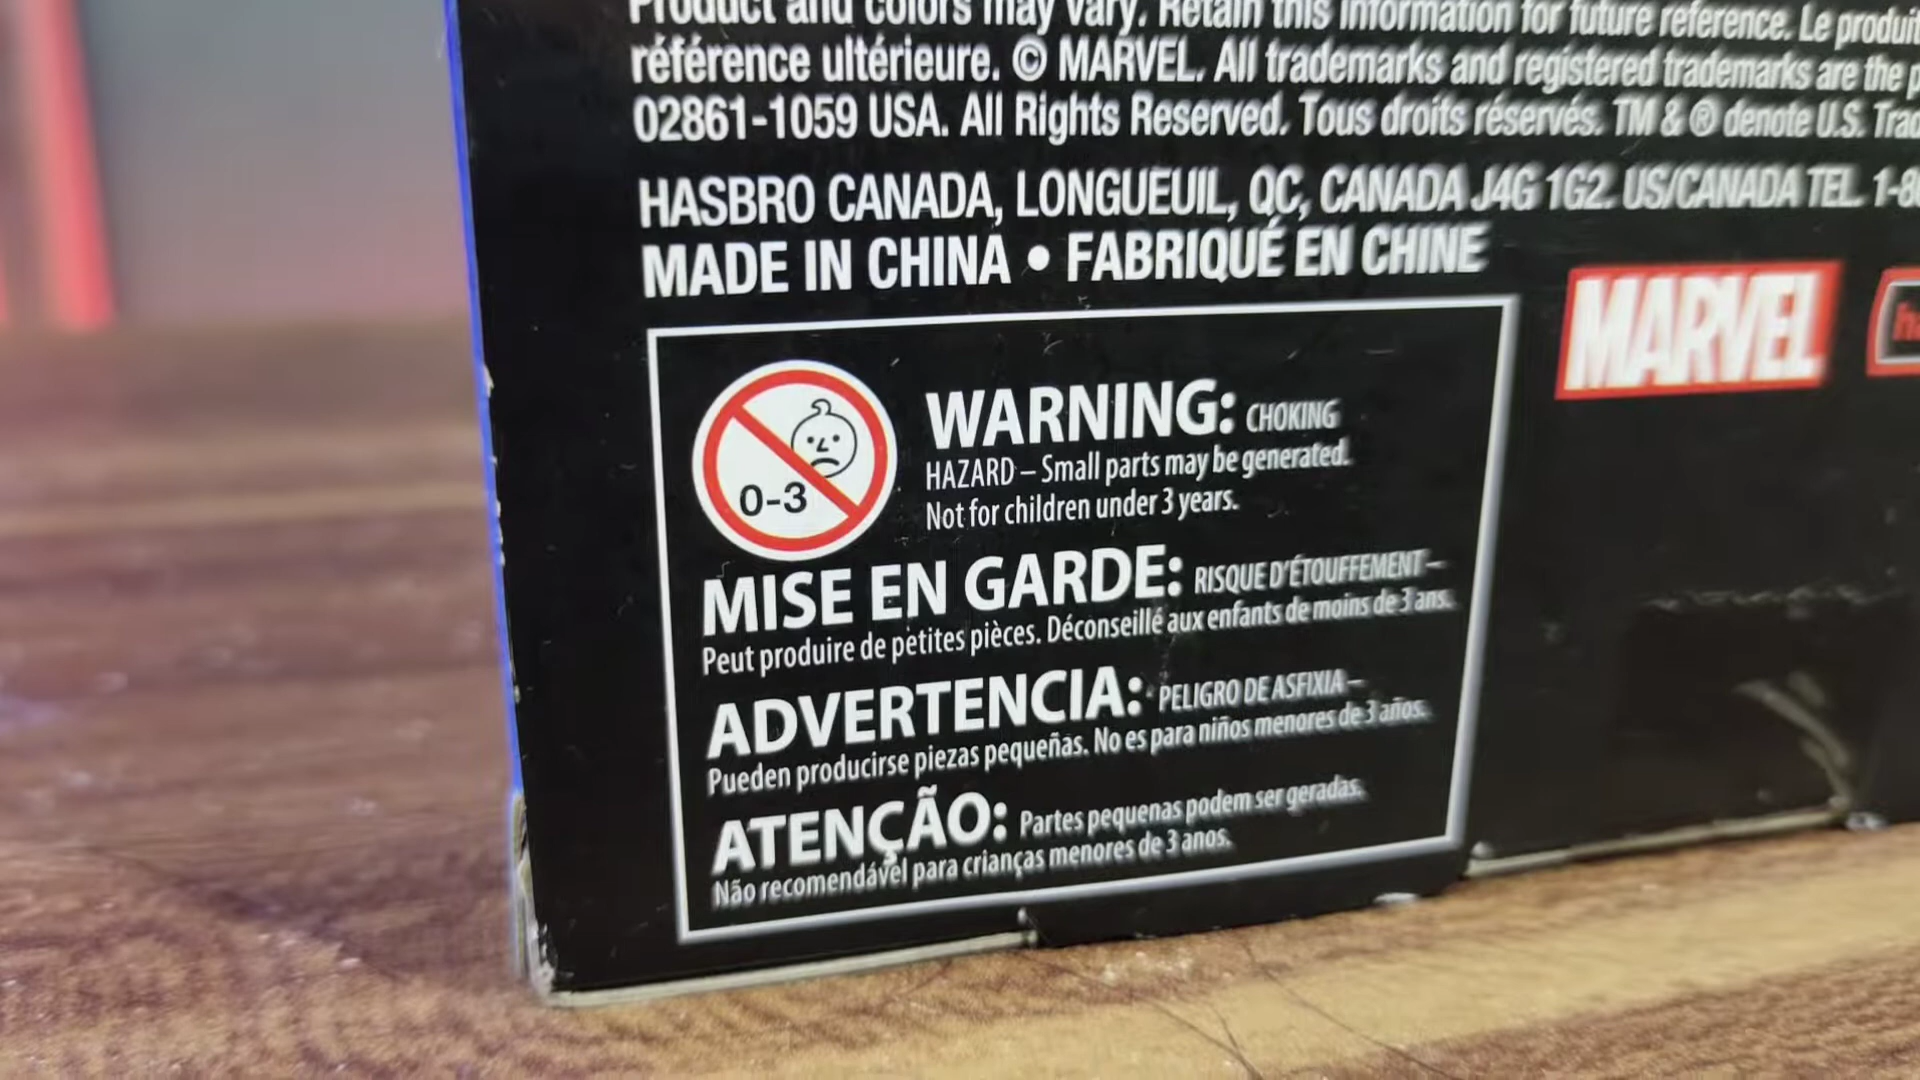 Product and colors may vary. Retain this information for future reference. Le produit
référence ultérieure. © MARVEL. All trademarks and registered trademarks are the
02861-1059 USA. All Rights Reserved. Tous droits réservés. TM & ® denote U.S.
HASBRO CANADA, LONGUEUIL, QC, CANADA J4G 1G2. US/CANADA TEL.
MADE IN CHINA • FABRIQUÉ EN CHINE
MARVEL
0-3
WARNING: CHOKING
HAZARD – Small parts may be generated.
Not for children under 3 years.
MISE EN GARDE: RISQUE D'ÉTOUFFEMENT –
Peut produire de petites pièces. Déconseillé aux enfants de moins de 3 ans.
ADVERTENCIA: PELIGRO DE ASFIXIA –
Pueden producirse piezas pequeñas. No es para niños menores de 3 años.
ATENÇÃO: Partes pequenas podem ser geradas.
Não recomendável para crianças menores de 3 anos.